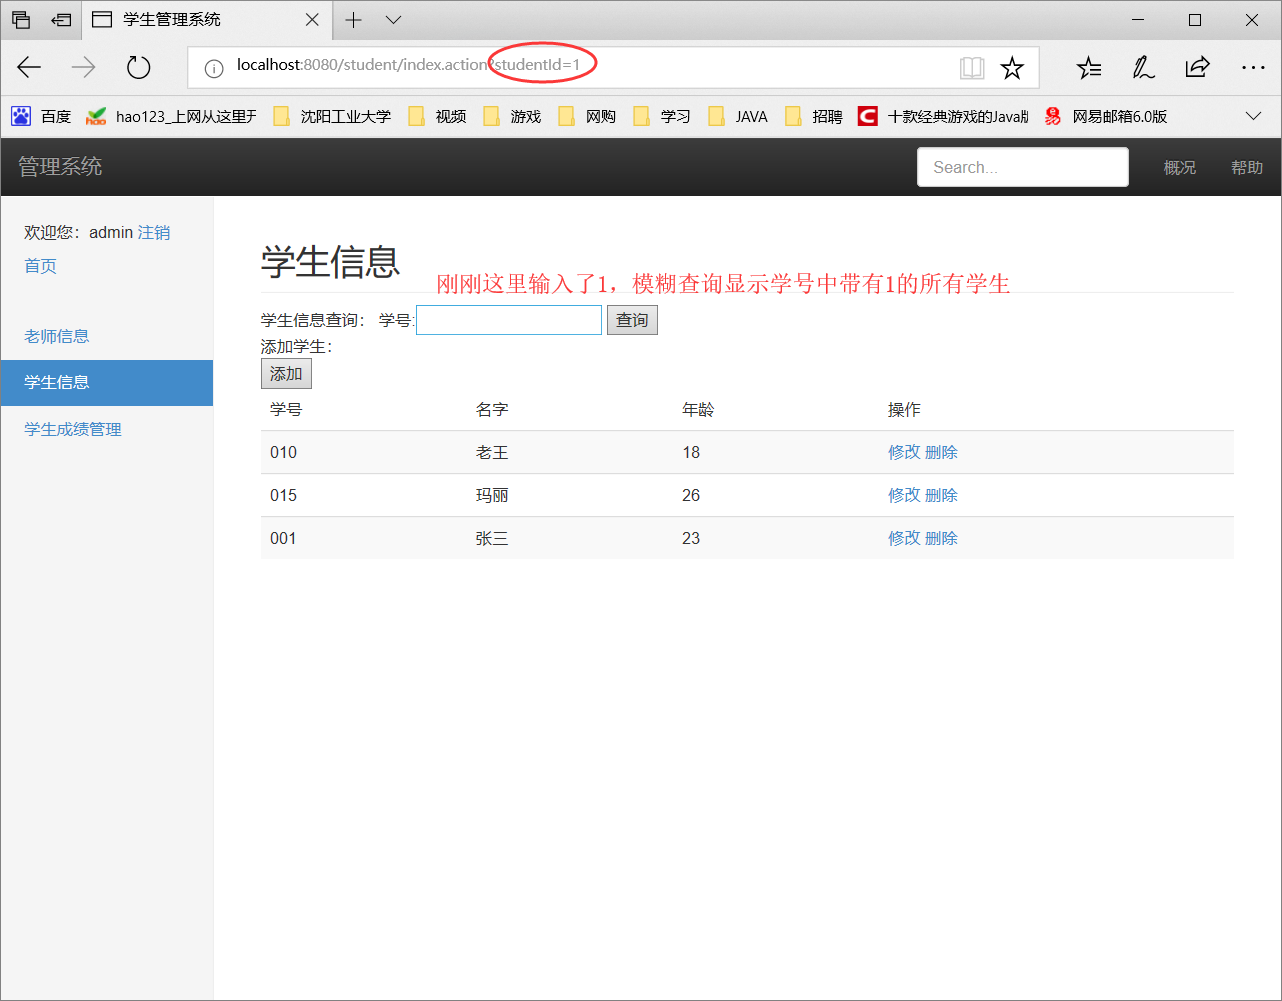 学生管理系统
localhost:8080/student/index.action?studentId=1
百度 hao123_上网从这里开 沈阳工业大学 视频 游戏 网购 学习 JAVA 招聘 十款经典游戏的Java版 网易邮箱6.0版
管理系统 Search... 概况 帮助
欢迎您：admin 注销
首页
老师信息
学生信息
学生成绩管理
学生信息
刚刚这里输入了1，模糊查询显示学号中带有1的所有学生
学生信息查询： 学号: 查询
添加学生：
添加
学号 名字 年龄 操作
010 老王 18 修改 删除
015 玛丽 26 修改 删除
001 张三 23 修改 删除